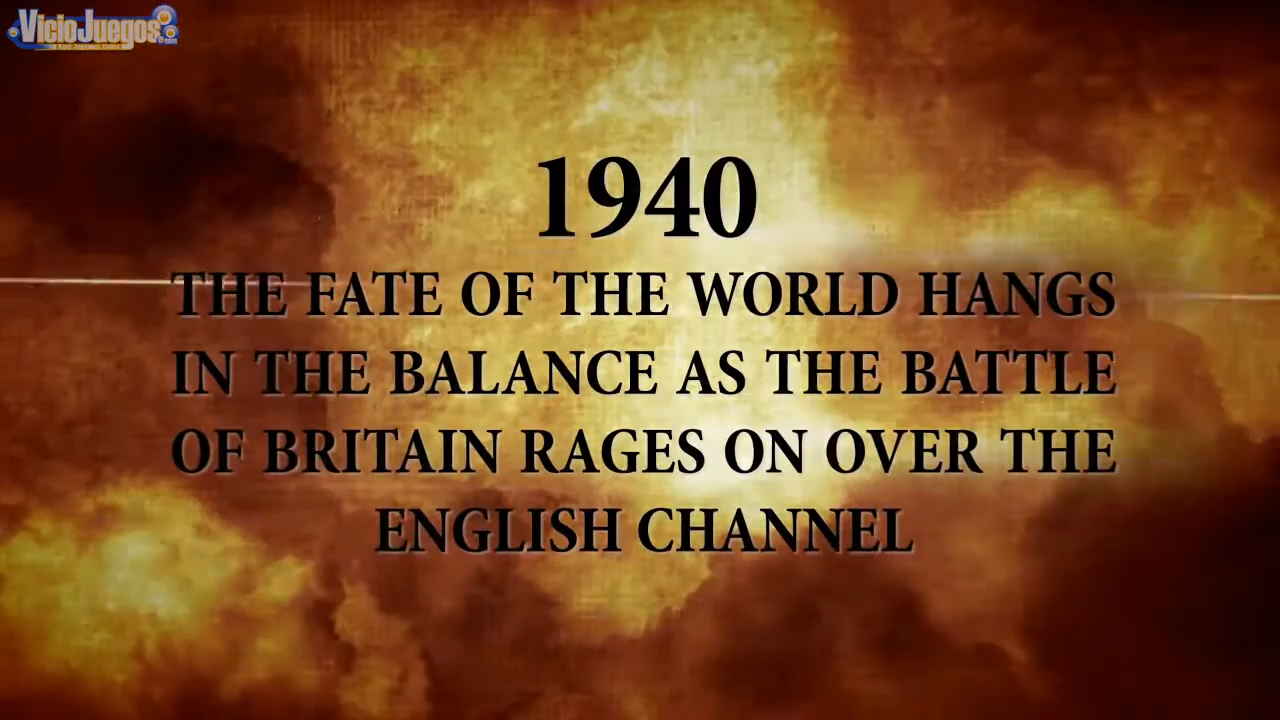 VicioJuegos.com
1940
THE FATE OF THE WORLD HANGS
IN THE BALANCE AS THE BATTLE
OF BRITAIN RAGES ON OVER THE
ENGLISH CHANNEL